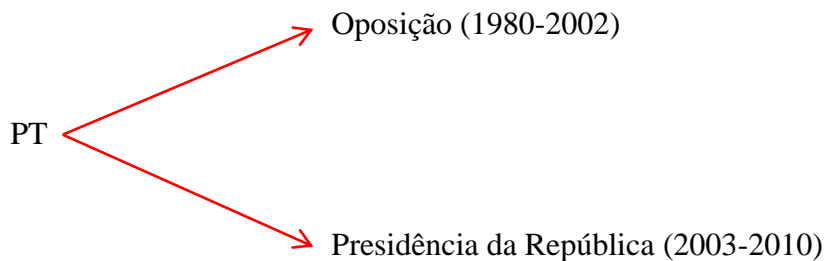 Oposição (1980-2002)
PT
Presidência da República (2003-2010)